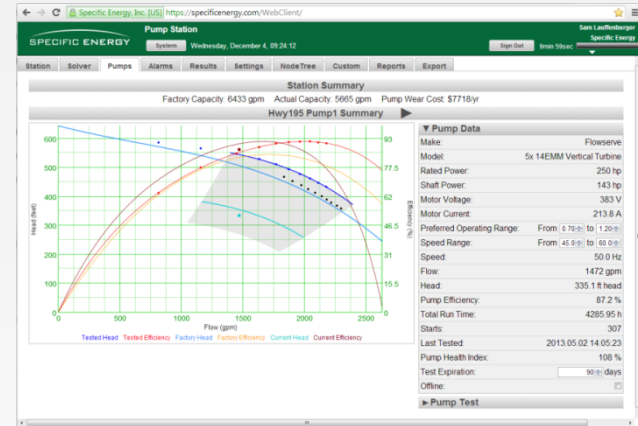 Specific Energy, Inc. [US] https://specificenergy.com/WebClient/
SPECIFIC ENERGY
Pump Station
System Wednesday, December 4, 09:24:12
Sam Lauffenburger
Specific Energy
Sign Out 9min 59sec
Station Solver Pumps Alarms Results Settings NodeTree Custom Reports Export
Station Summary
Factory Capacity: 6433 gpm Actual Capacity: 5665 gpm Pump Wear Cost: $7718/yr
Hwy195 Pump1 Summary
Head (feet)
600
500
400
300
200
100
0
0 500 1000 1500 2000 2500
Flow (gpm)
93
77.5
62
46.5
31
15.5
Efficiency (%)
Tested Head Tested Efficiency Factory Head Factory Efficiency Current Head Current Efficiency
▼ Pump Data
Make: Flowserve
Model: 5x 14EMM Vertical Turbine
Rated Power: 250 hp
Shaft Power: 143 hp
Motor Voltage: 383 V
Motor Current: 213.8 A
Preferred Operating Range: From 0.70 to 1.20
Speed Range: From 45.0 to 60.0
Speed: 50.0 Hz
Flow: 1472 gpm
Head: 335.1 ft head
Pump Efficiency: 87.2 %
Total Run Time: 4285.95 h
Starts: 307
Last Tested: 2013.05.02 14:05:23
Pump Health Index: 108 %
Test Expiration: 90 days
Offline:
► Pump Test